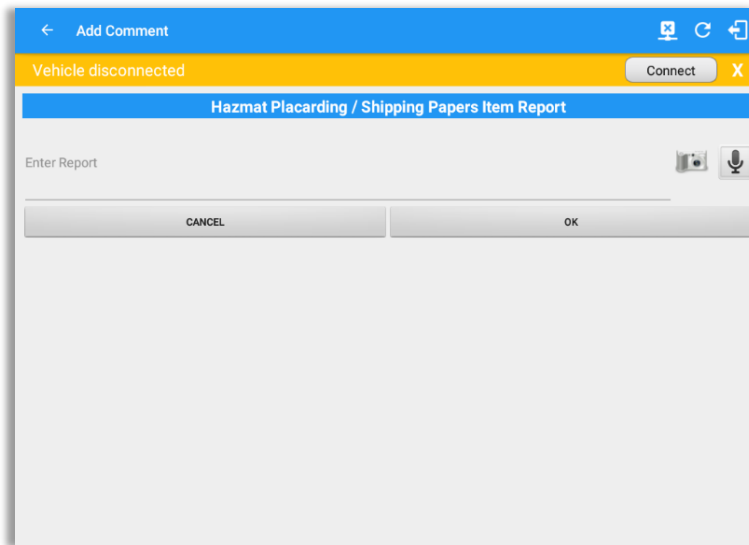 Add Comment
Vehicle disconnected
Connect
X
Hazmat Placarding / Shipping Papers Item Report
Enter Report
CANCEL
OK